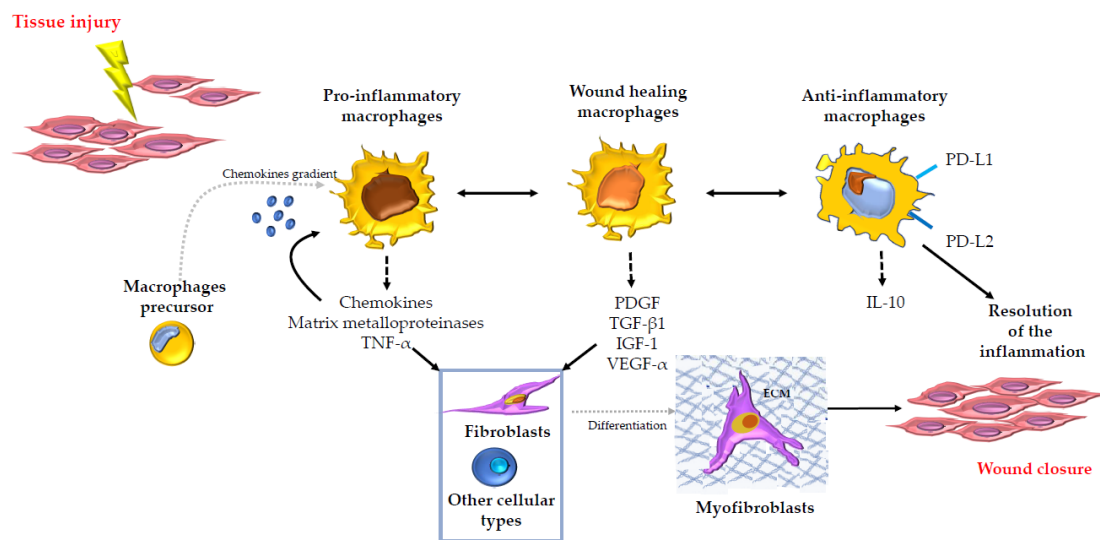 Tissue injury
Pro-inflammatory
macrophages
Wound healing
macrophages
Anti-inflammatory
macrophages
PD-L1
PD-L2
Chemokines gradient
Macrophages
precursor
Chemokines
Matrix metalloproteinases
TNF-α
PDGF
TGF-β1
IGF-1
VEGF-α
IL-10
Resolution
of the
inflammation
Fibroblasts
Other cellular
types
Differentiation
ECM
Myofibroblasts
Wound closure